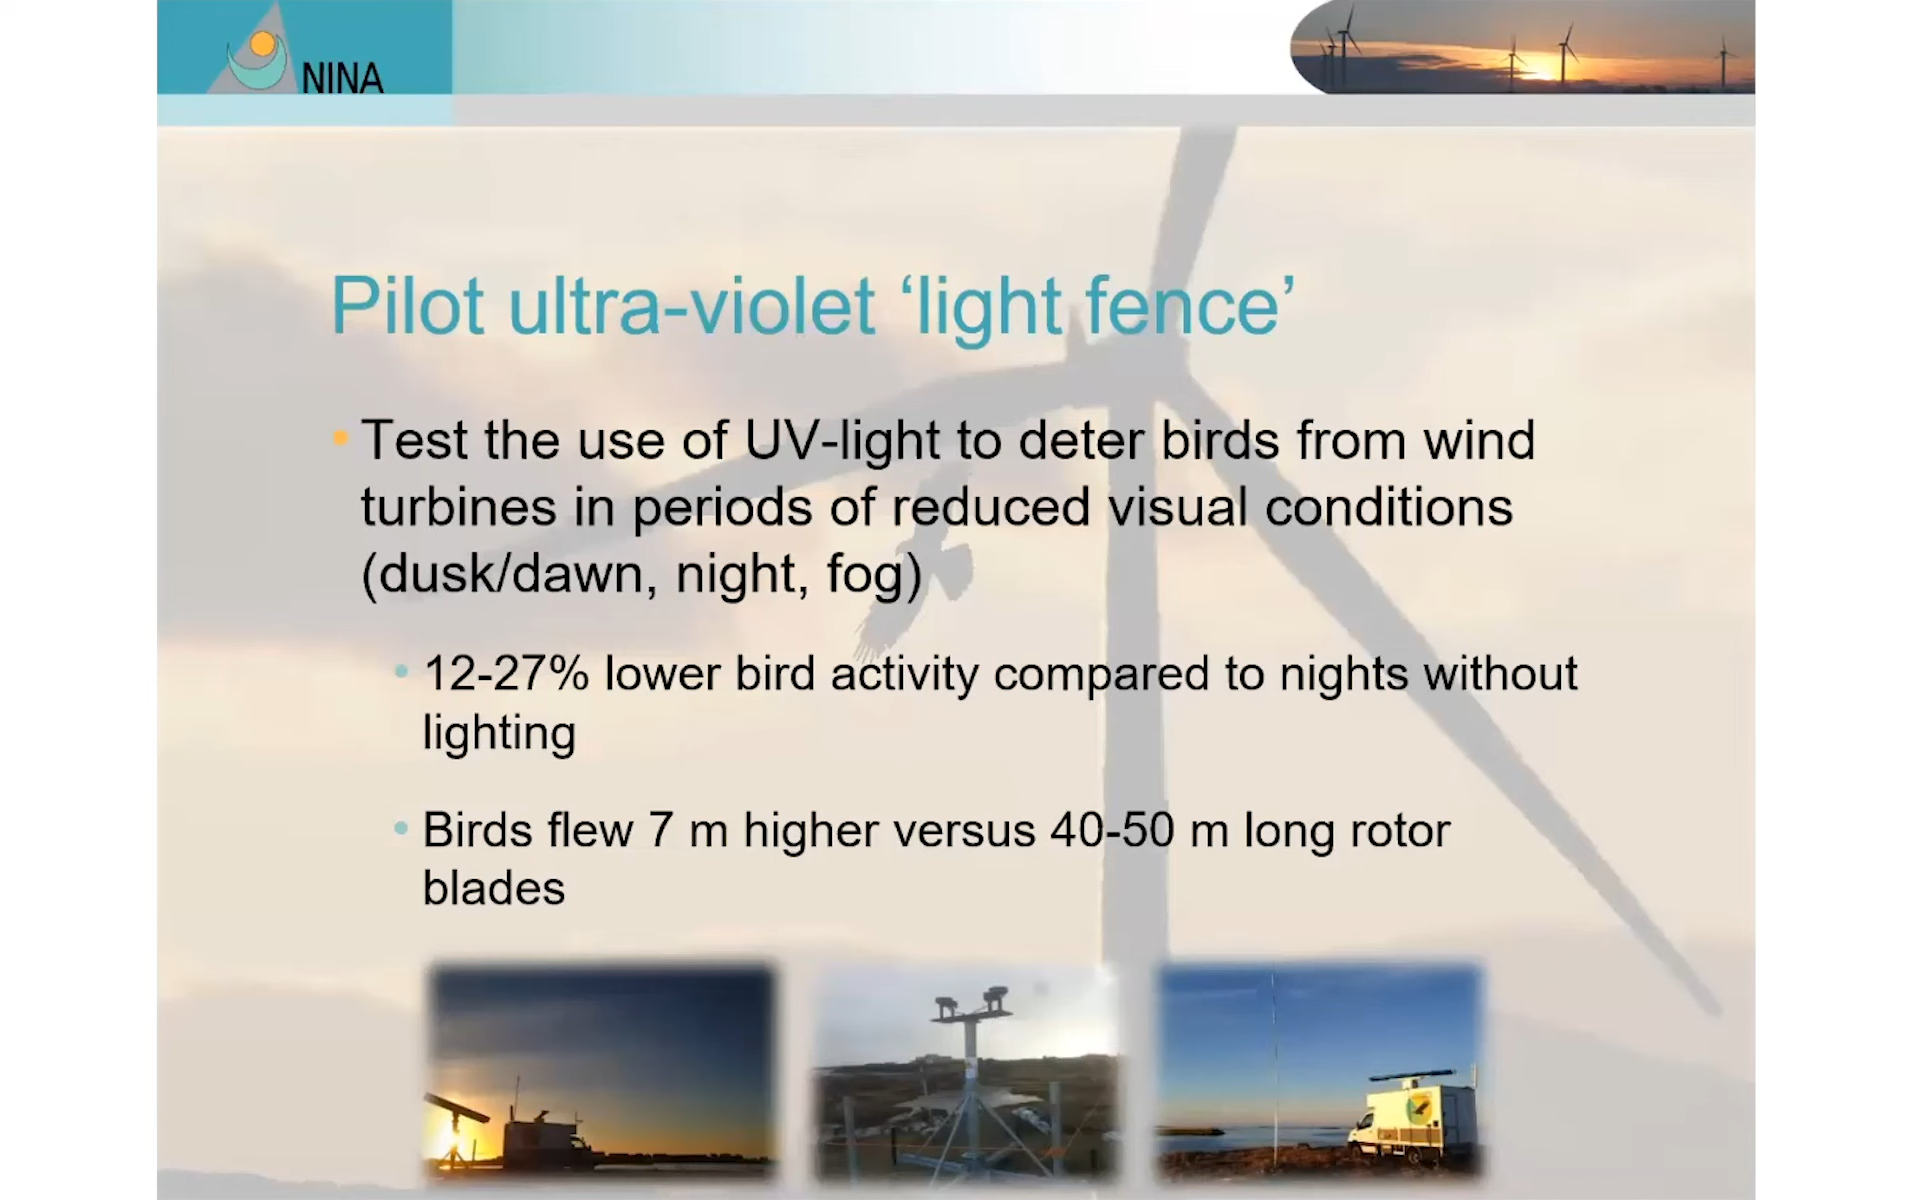 NINA
Pilot ultra-violet ‘light fence’
• Test the use of UV-light to deter birds from wind
turbines in periods of reduced visual conditions
(dusk/dawn, night, fog)
• 12-27% lower bird activity compared to nights without
lighting
• Birds flew 7 m higher versus 40-50 m long rotor
blades